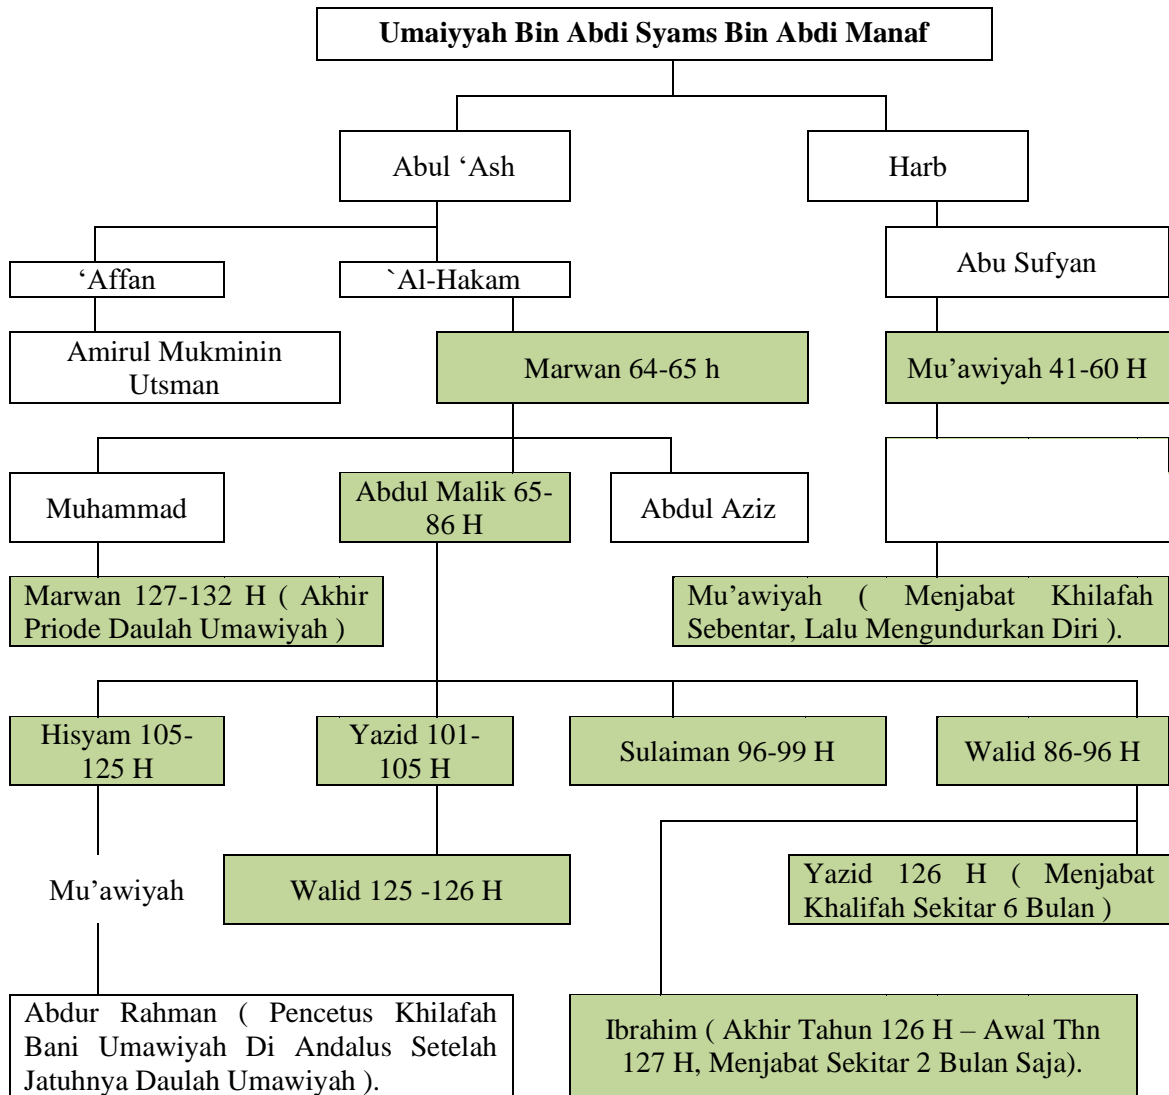 Umaiyyah Bin Abdi Syams Bin Abdi Manaf
Abul ‘Ash
Harb
‘Affan
`Al-Hakam
Abu Sufyan
Amirul Mukminin
Utsman
Marwan 64-65 h
Mu’awiyah 41-60 H
Muhammad
Abdul Malik 65-
86 H
Abdul Aziz
Marwan 127-132 H ( Akhir
Priode Daulah Umawiyah )
Mu’awiyah ( Menjabat Khilafah
Sebentar, Lalu Mengundurkan Diri ).
Hisyam 105-
125 H
Yazid 101-
105 H
Sulaiman 96-99 H
Walid 86-96 H
Mu’awiyah
Walid 125 -126 H
Yazid 126 H ( Menjabat
Khalifah Sekitar 6 Bulan )
Abdur Rahman ( Pencetus Khilafah
Bani Umawiyah Di Andalus Setelah
Jatuhnya Daulah Umawiyah ).
Ibrahim ( Akhir Tahun 126 H – Awal Thn
127 H, Menjabat Sekitar 2 Bulan Saja).